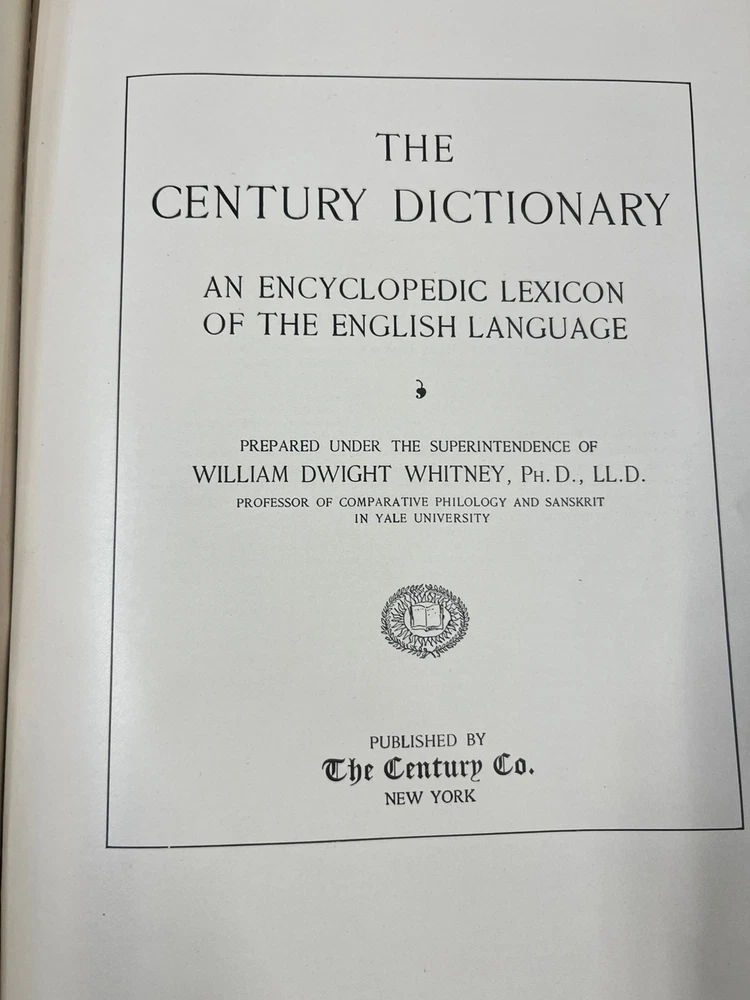 THE
CENTURY DICTIONARY
AN ENCYCLOPEDIC LEXICON
OF THE ENGLISH LANGUAGE
PREPARED UNDER THE SUPERINTENDENCE OF
WILLIAM DWIGHT WHITNEY, PH.D., LL.D.
PROFESSOR OF COMPARATIVE PHILOLOGY AND SANSKRIT
IN YALE UNIVERSITY
PUBLISHED BY
The Century Co.
NEW YORK